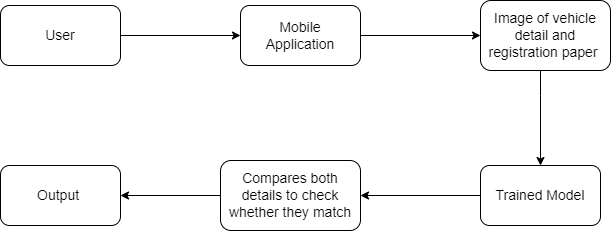 User
Mobile
Application
Image of vehicle
detail and
registration paper
Trained Model
Compares both
details to check
whether they match
Output